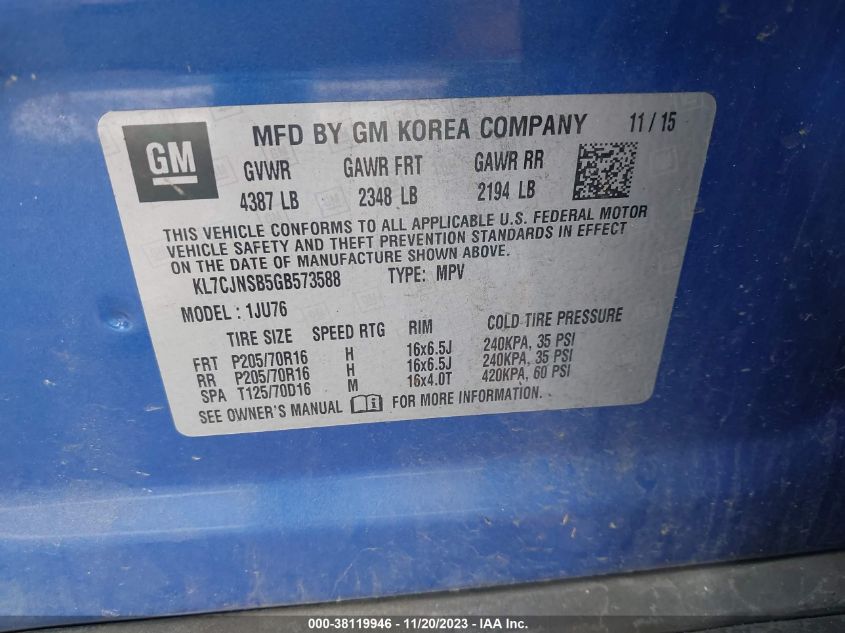 GM
MFD BY GM KOREA COMPANY 11/15
GVWR GAWR FRT GAWR RR
4387 LB 2348 LB 2194 LB
THIS VEHICLE CONFORMS TO ALL APPLICABLE U.S. FEDERAL MOTOR
VEHICLE SAFETY AND THEFT PREVENTION STANDARDS IN EFFECT
ON THE DATE OF MANUFACTURE SHOWN ABOVE.
KL7CJNSB5GB573588 TYPE: MPV
MODEL : 1JU76
TIRE SIZE SPEED RTG RIM COLD TIRE PRESSURE
FRT P205/70R16 H 16x6.5J 240KPA, 35 PSI
RR P205/70R16 H 16x6.5J 240KPA, 35 PSI
SPA T125/70D16 M 16x4.0T 420KPA, 60 PSI
SEE OWNER'S MANUAL FOR MORE INFORMATION.
000-38119946 - 11/20/2023 - IAA Inc.